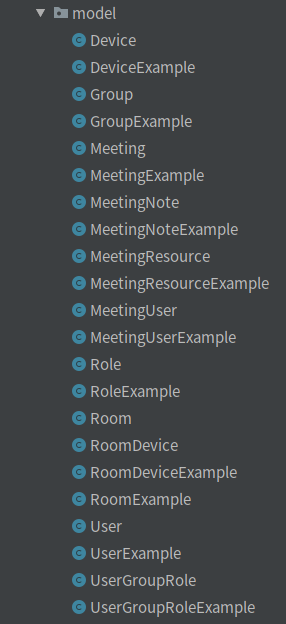 model
Device
DeviceExample
Group
GroupExample
Meeting
MeetingExample
MeetingNote
MeetingNoteExample
MeetingResource
MeetingResourceExample
MeetingUser
MeetingUserExample
Role
RoleExample
Room
RoomDevice
RoomDeviceExample
RoomExample
User
UserExample
UserGroupRole
UserGroupRoleExample